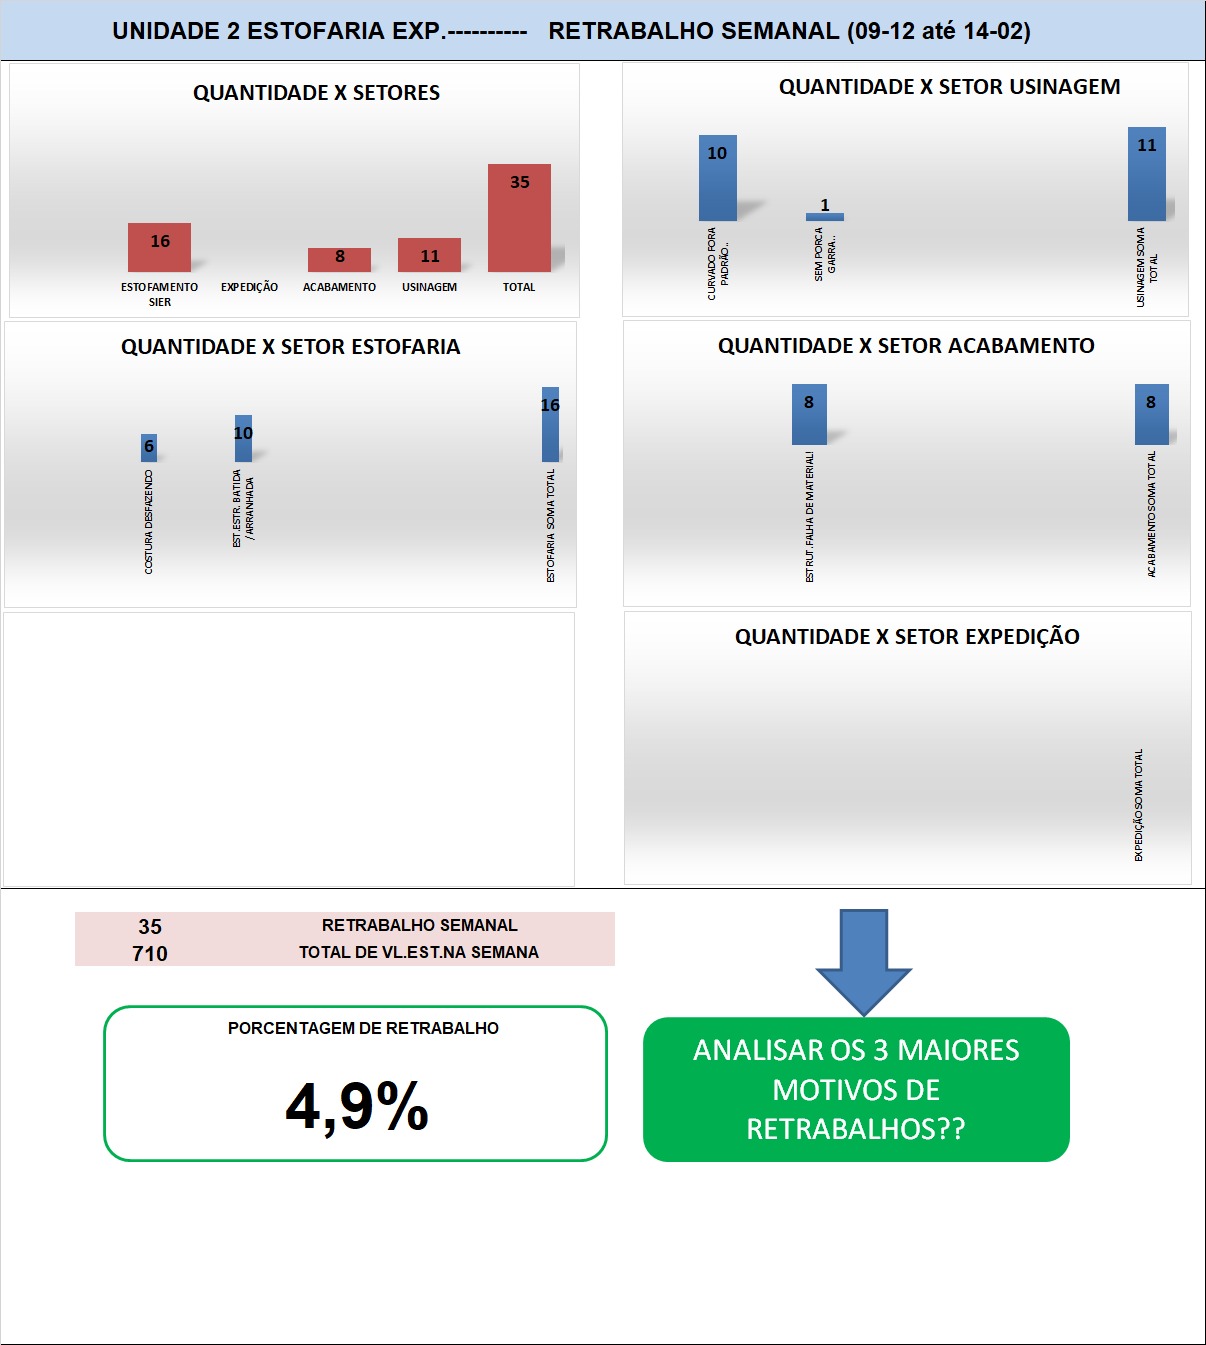 UNIDADE 2 ESTOFARIA EXP.---------- RETRABALHO SEMANAL (09-12 até 14-02)
QUANTIDADE X SETORES
16
8
11
35
ESTOFAMENTO
SIER
EXPEDIÇÃO
ACABAMENTO
USINAGEM
TOTAL
QUANTIDADE X SETOR USINAGEM
10
1
11
CURVADO FORA
PADRÃO..
SEM PORCA
GARRA..
USINAGEM SOMA
TOTAL
QUANTIDADE X SETOR ESTOFARIA
6
10
16
COSTURA DESFAZENDO
EST.ESTR. BATIDA
/ ARRANHADA
ESTOFARIA SOMA TOTAL
QUANTIDADE X SETOR ACABAMENTO
8
8
ESTRUT. FALHA DE MATERIAL!
ACABAMENTO SOMA TOTAL
QUANTIDADE X SETOR EXPEDIÇÃO
EXPEDIÇÃO SOMA TOTAL
35 RETRABALHO SEMANAL
710 TOTAL DE VL.EST.NA SEMANA
PORCENTAGEM DE RETRABALHO
4,9%
ANALISAR OS 3 MAIORES
MOTIVOS DE
RETRABALHOS??